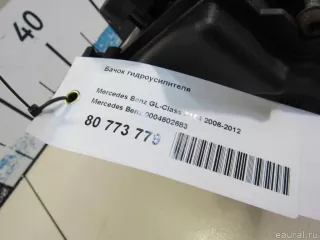 40
Бачок гидроусилителя
Mercedes Benz GL-Class 2006-2012
Mercedes Benz 0004602683
80 773 779
eaural.ru